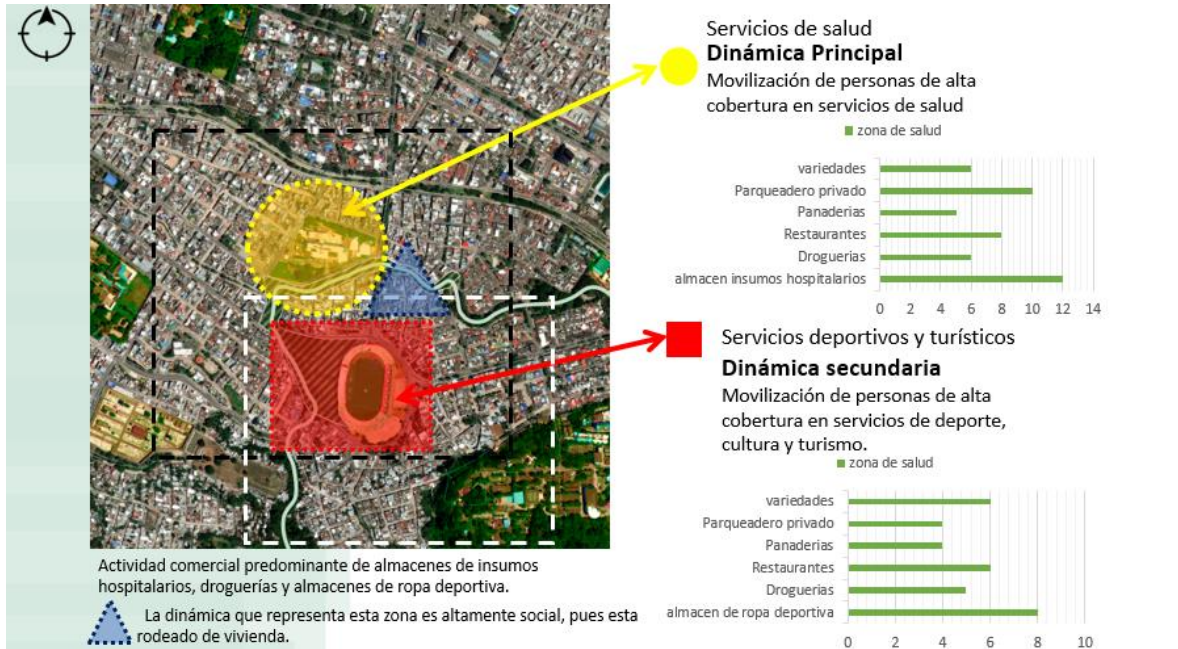 Servicios de salud
Dinámica Principal
Movilización de personas de alta
cobertura en servicios de salud
zona de salud
variedades
Parqueadero privado
Panaderias
Restaurantes
Droguerias
almacen insumos hospitalarios
0 2 4 6 8 10 12 14
Servicios deportivos y turísticos
Dinámica secundaria
Movilización de personas de alta
cobertura en servicios de deporte,
cultura y turismo.
zona de salud
variedades
Parqueadero privado
Panaderias
Restaurantes
Droguerias
almacen de ropa deportiva
0 2 4 6 8 10
Actividad comercial predominante de almacenes de insumos
hospitalarios, droguerías y almacenes de ropa deportiva.
La dinámica que representa esta zona es altamente social, pues esta
rodeado de vivienda.